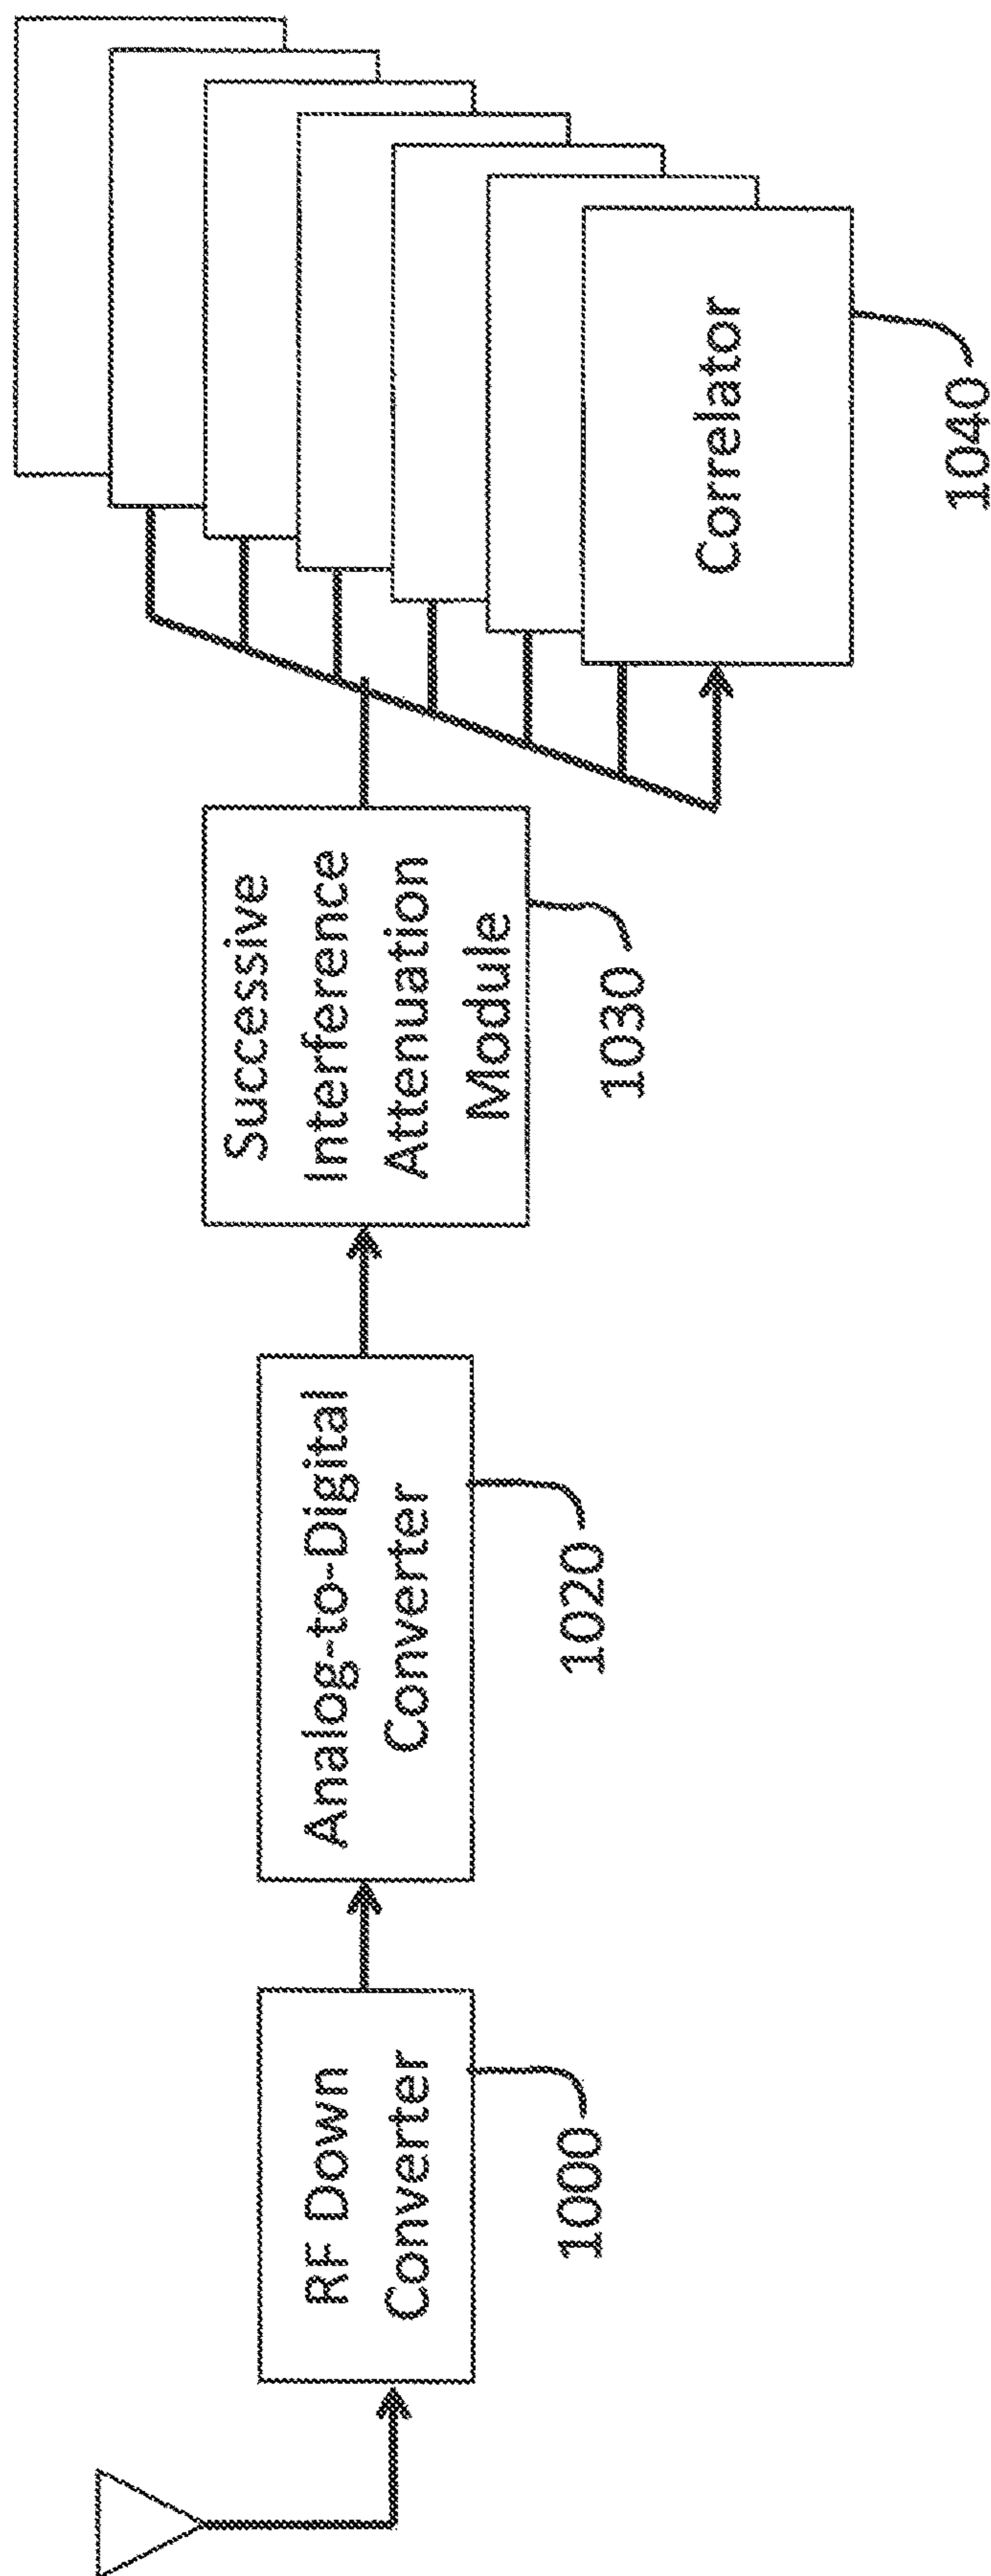 RF Down
Converter
1000
Analog-to-Digital
Converter
1020
Successive
Interference
Attenuation
Module
1030
Correlator
1040